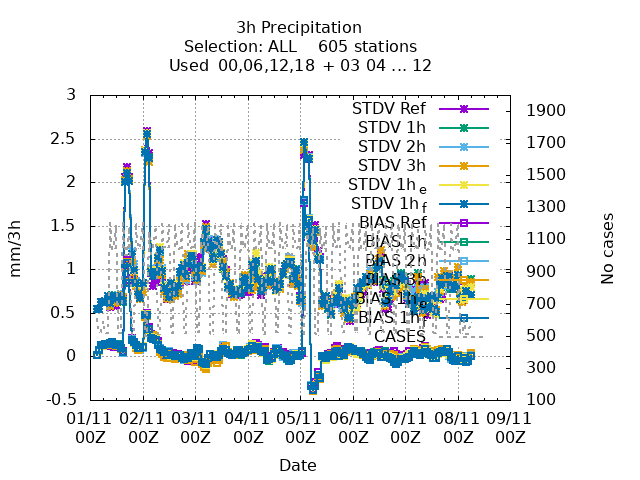 3h Precipitation
Selection: ALL    605 stations
Used  00,06,12,18  + 03 04 ... 12
STDV Ref
STDV 1h
STDV 2h
STDV 3h
STDV 1h e
STDV 1h f
BIAS Ref
BIAS 1h
BIAS 2h
BIAS 3h
BIAS 1h e
BIAS 1h f
CASES
3
2.5
2
1.5
1
0.5
0
-0.5
mm/3h
1900
1700
1500
1300
1100
900
700
500
300
100
No cases
01/11 02/11 03/11 04/11 05/11 06/11 07/11 08/11 09/11
00Z 00Z 00Z 00Z 00Z 00Z 00Z 00Z 00Z
Date